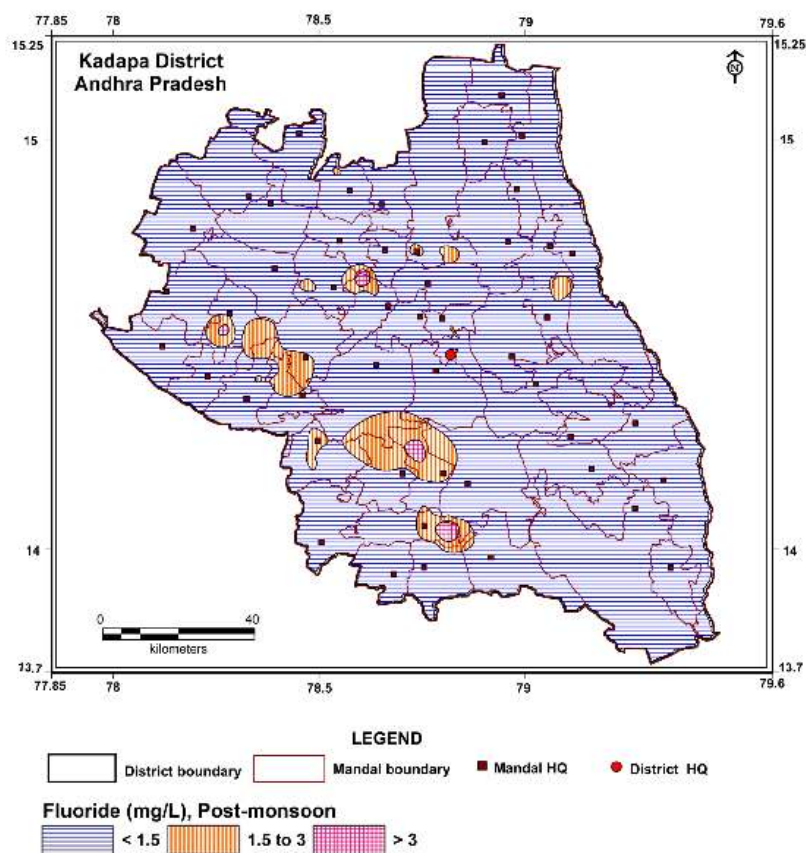 77.85 78 78.5 79 79.6
15.25 15.25
Kadapa District
Andhra Pradesh
N
15 15
14 14
0 40
kilometers
13.7 13.7
77.85 78 78.5 79 79.6
LEGEND
District boundary Mandal boundary Mandal HQ District HQ
Fluoride (mg/L), Post-monsoon
< 1.5 1.5 to 3 > 3